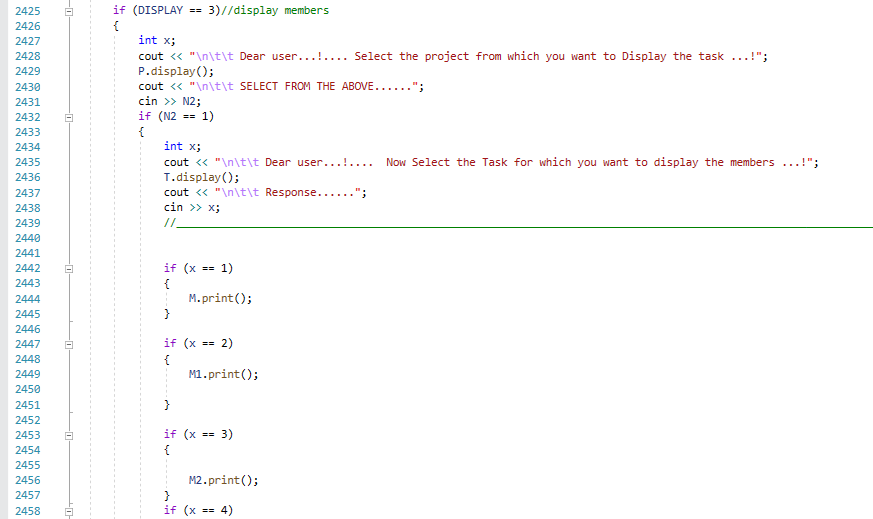 2425 if (DISPLAY == 3)//display members
2426 {
2427 int x;
2428 cout << "\n\t\t Dear user...!.... Select the project from which you want to Display the task ...!";
2429 P.display();
2430 cout << "\n\t\t SELECT FROM THE ABOVE......";
2431 cin >> N2;
2432 if (N2 == 1)
2433 {
2434 int x;
2435 cout << "\n\t\t Dear user...!....  Now Select the Task for which you want to display the members ...!";
2436 T.display();
2437 cout << "\n\t\t Response......";
2438 cin >> x;
2439 //______________________________________________________________________________
2440
2441
2442 if (x == 1)
2443 {
2444 M.print();
2445 }
2446
2447 if (x == 2)
2448 {
2449 M1.print();
2450
2451 }
2452
2453 if (x == 3)
2454 {
2455
2456 M2.print();
2457 }
2458 if (x == 4)